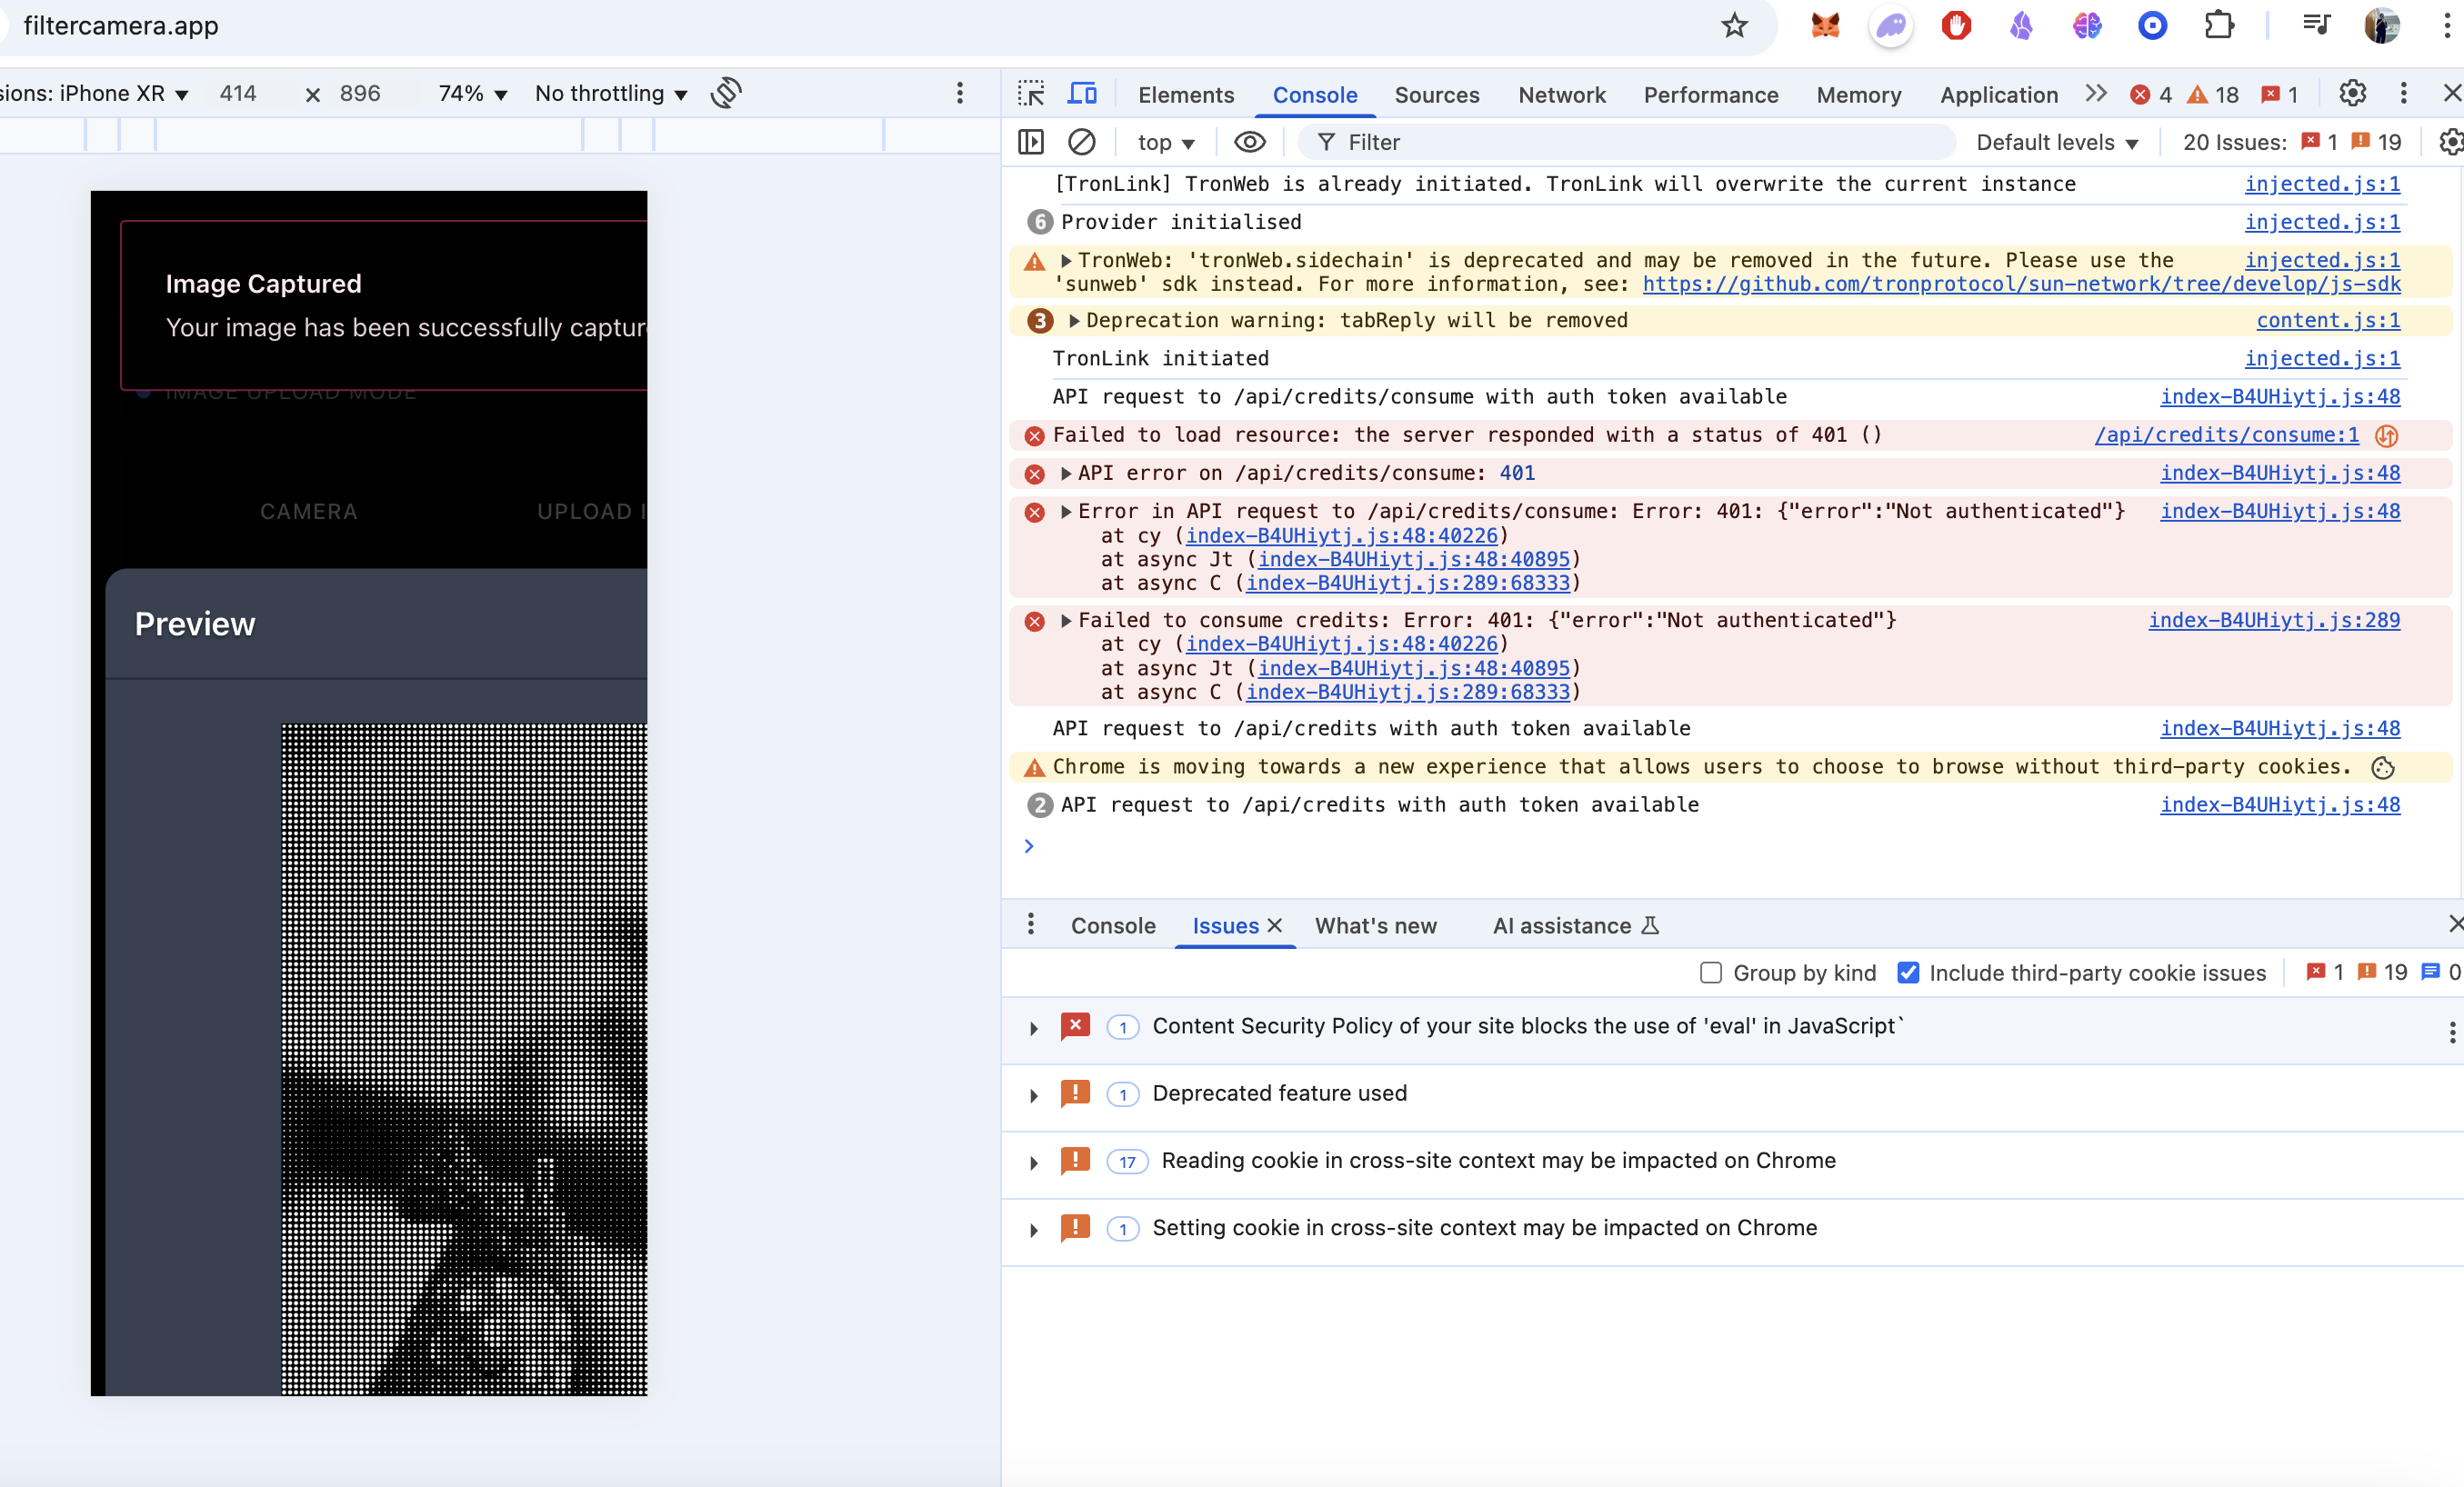 filtercamera.app
sions: iPhone XR ▼ 414 × 896 74% ▼ No throttling ▼
Image Captured
Your image has been successfully captur
IMAGE UPLOAD MODE
CAMERA UPLOAD I
Preview
Elements Console Sources Network Performance Memory Application 4 18 1
top ▼ Filter Default levels ▼ 20 Issues: 1 19
[TronLink] TronWeb is already initiated. TronLink will overwrite the current instance injected.js:1
6 Provider initialised injected.js:1
TronWeb: 'tronWeb.sidechain' is deprecated and may be removed in the future. Please use the injected.js:1
'sunweb' sdk instead. For more information, see: https://github.com/tronprotocol/sun-network/tree/develop/js-sdk
3 Deprecation warning: tabReply will be removed content.js:1
TronLink initiated injected.js:1
API request to /api/credits/consume with auth token available index-B4UHiytj.js:48
Failed to load resource: the server responded with a status of 401 () /api/credits/consume:1
API error on /api/credits/consume: 401 index-B4UHiytj.js:48
Error in API request to /api/credits/consume: Error: 401: {"error":"Not authenticated"} index-B4UHiytj.js:48
at cy (index-B4UHiytj.js:48:40226)
at async Jt (index-B4UHiytj.js:48:40895)
at async C (index-B4UHiytj.js:289:68333)
Failed to consume credits: Error: 401: {"error":"Not authenticated"} index-B4UHiytj.js:289
at cy (index-B4UHiytj.js:48:40226)
at async Jt (index-B4UHiytj.js:48:40895)
at async C (index-B4UHiytj.js:289:68333)
API request to /api/credits with auth token available index-B4UHiytj.js:48
Chrome is moving towards a new experience that allows users to choose to browse without third-party cookies.
2 API request to /api/credits with auth token available index-B4UHiytj.js:48
Console Issues What's new AI assistance
Group by kind Include third-party cookie issues 1 19 0
1 Content Security Policy of your site blocks the use of 'eval' in JavaScript`
1 Deprecated feature used
17 Reading cookie in cross-site context may be impacted on Chrome
1 Setting cookie in cross-site context may be impacted on Chrome